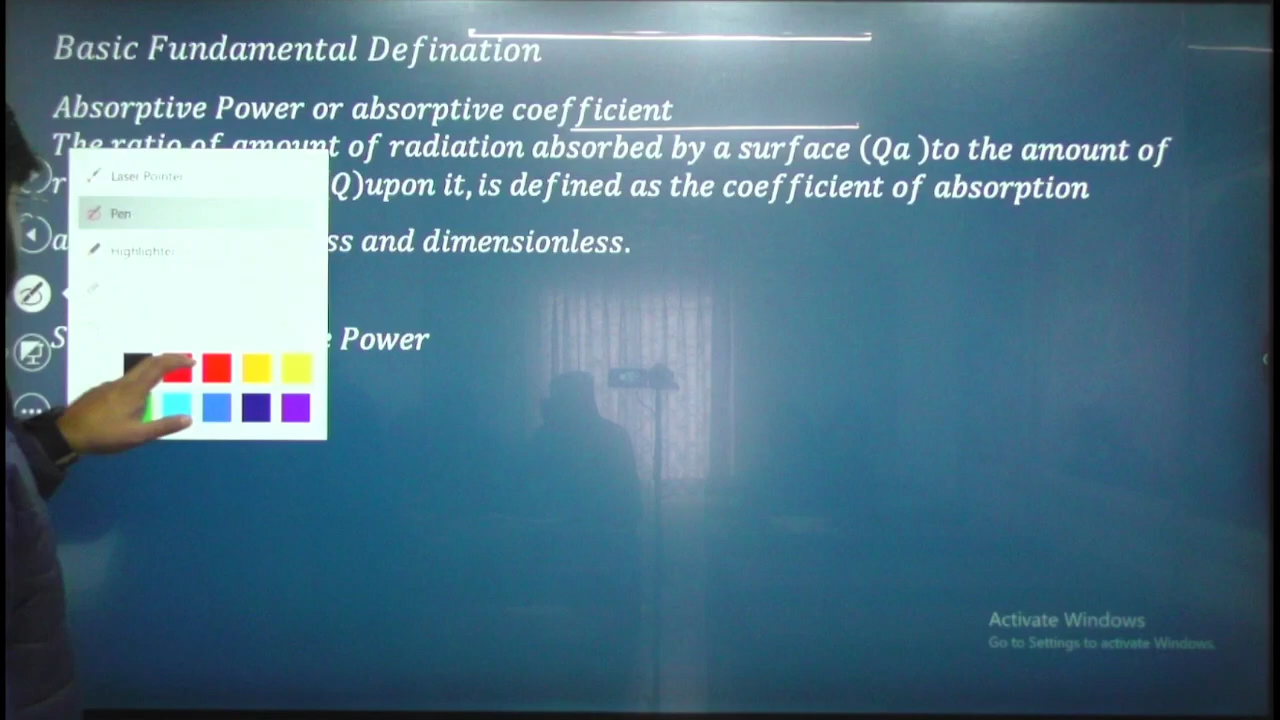 Basic Fundamental Defination
Absorptive Power or absorptive coefficient
The ratio of amount of radiation absorbed by a surface (Qa )to the amount of
r (Q)upon it, is defined as the coefficient of absorption
a ss and dimensionless.
S e Power
Laser Pointer
Pen
Highlighter
Activate Windows
Go to Settings to activate Windows.